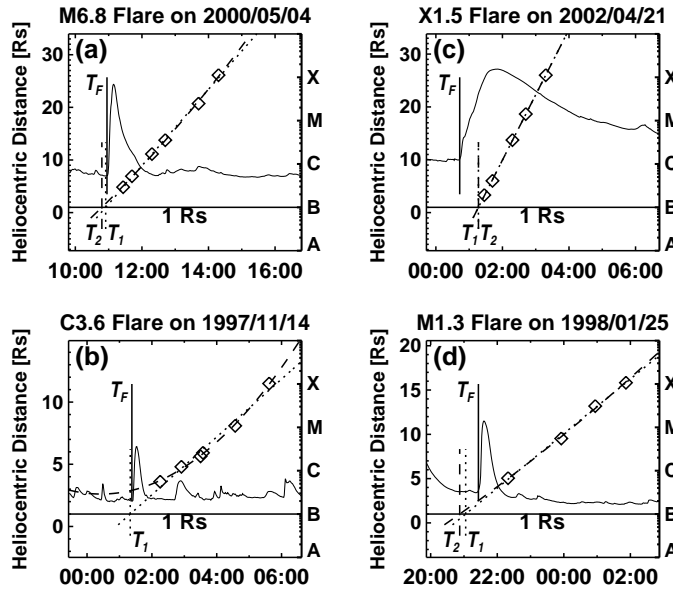 M6.8 Flare on 2000/05/04
X1.5 Flare on 2002/04/21
Heliocentric Distance [Rs]
30
20
10
0
(a)
T_F
X
M
C
B
A
1 Rs
T_2 T_1
10:00 12:00 14:00 16:00
Heliocentric Distance [Rs]
30
20
10
0
(c)
T_F
X
M
C
B
A
1 Rs
T_1 T_2
00:00 02:00 04:00 06:00
C3.6 Flare on 1997/11/14
M1.3 Flare on 1998/01/25
Heliocentric Distance [Rs]
10
5
0
(b)
T_F
X
M
C
B
A
1 Rs
T_1
00:00 02:00 04:00 06:00
Heliocentric Distance [Rs]
20
15
10
5
0
(d)
T_F
X
M
C
B
A
1 Rs
T_2 T_1
20:00 22:00 00:00 02:00